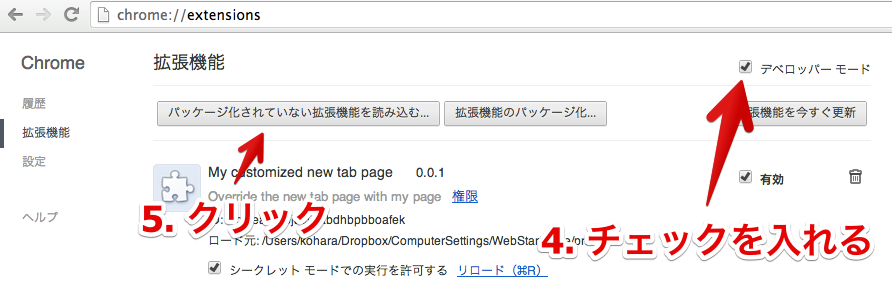 chrome://extensions
Chrome
拡張機能
デベロッパー モード
履歴
パッケージ化されていない拡張機能を読み込む...
拡張機能のパッケージ化...
張機能を今すぐ更新
拡張機能
設定
My customized new tab page 0.0.1
有効
Override the new tab page with my page 権限
ヘルプ
bdhbpbboafek
5. クリック
ロード元: /Users/kohara/Dropbox/ComputerSettings/WebStar
4. チェックを入れる
シークレット モードでの実行を許可する リロード (⌘R)